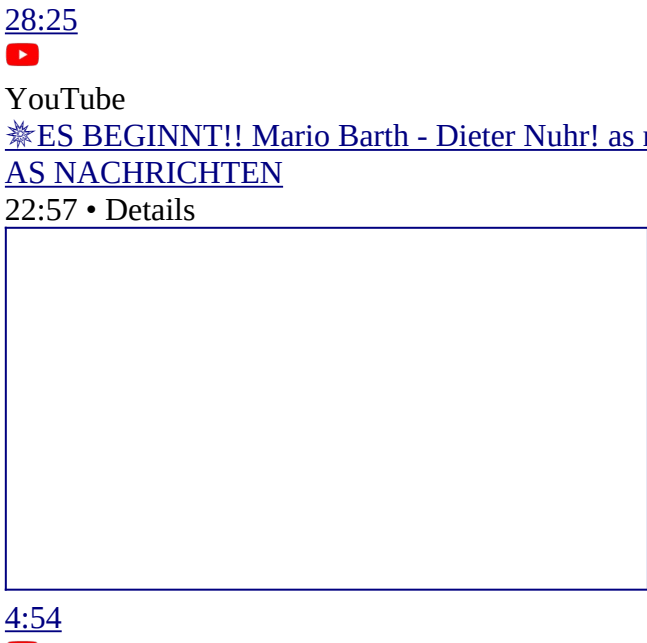 28:25
YouTube
✵ES BEGINNT!! Mario Barth - Dieter Nuhr! as
AS NACHRICHTEN
22:57 • Details
4:54